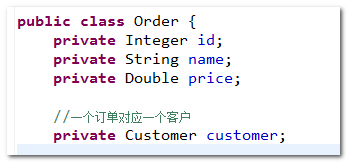 public class Order {
    private Integer id;
    private String name;
    private Double price;

    //一个订单对应一个客户
    private Customer customer;